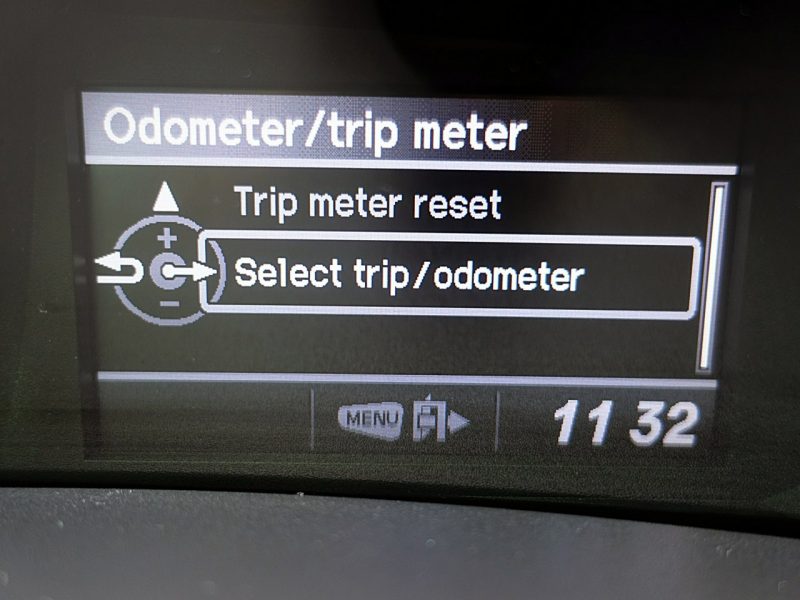 Odometer/trip meter
Trip meter reset
+
Select trip/odometer
−
MENU
11 32